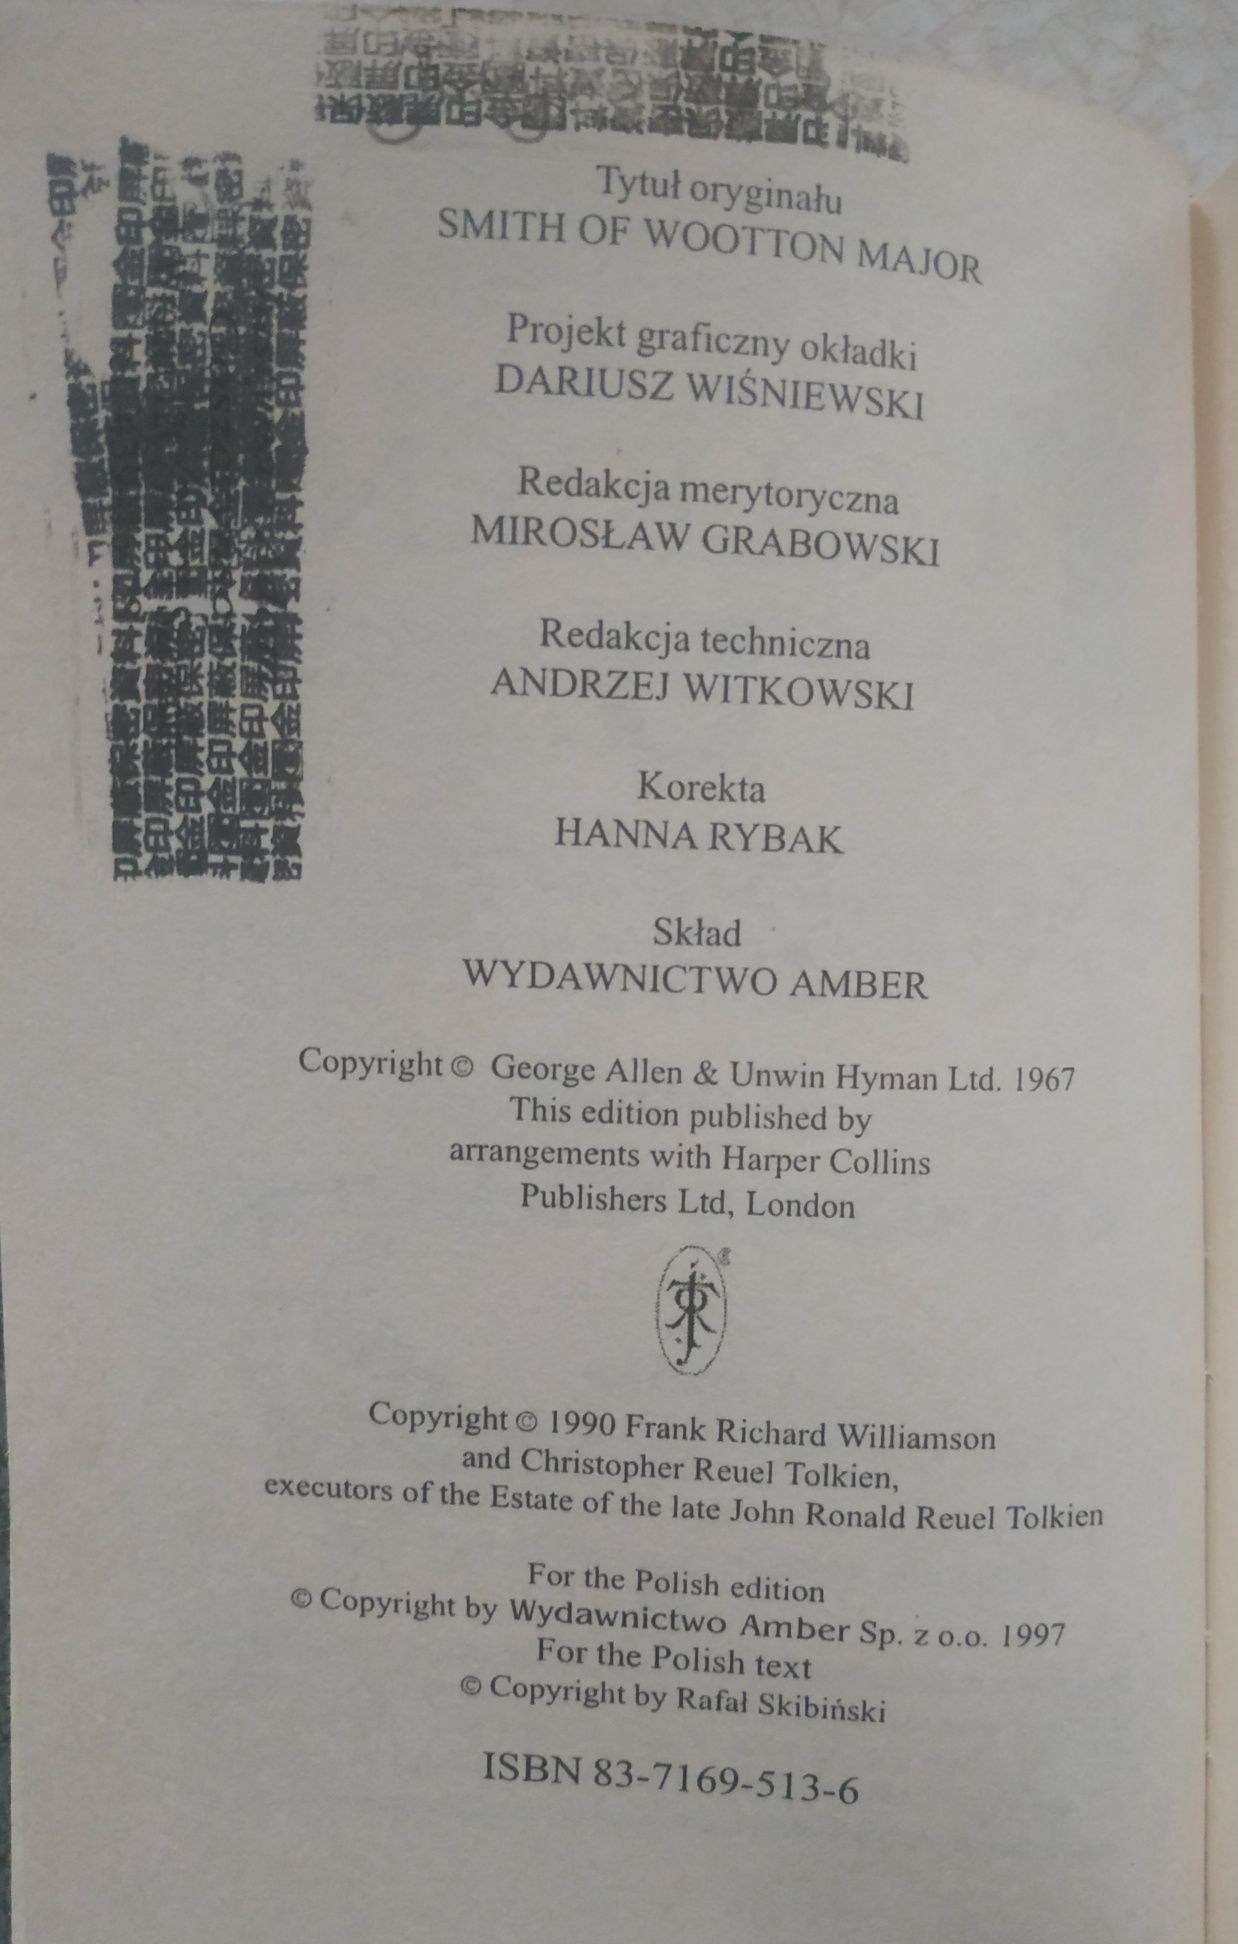 Tytuł oryginału
SMITH OF WOOTTON MAJOR
Projekt graficzny okładki
DARIUSZ WIŚNIEWSKI
Redakcja merytoryczna
MIROSŁAW GRABOWSKI
Redakcja techniczna
ANDRZEJ WITKOWSKI
Korekta
HANNA RYBAK
Skład
WYDAWNICTWO AMBER
Copyright © George Allen & Unwin Hyman Ltd. 1967
This edition published by
arrangements with Harper Collins
Publishers Ltd, London
Copyright © 1990 Frank Richard Williamson
and Christopher Reuel Tolkien,
executors of the Estate of the late John Ronald Reuel Tolkien
For the Polish edition
© Copyright by Wydawnictwo Amber Sp. z o.o. 1997
For the Polish text
© Copyright by Rafał Skibiński
ISBN 83-7169-513-6